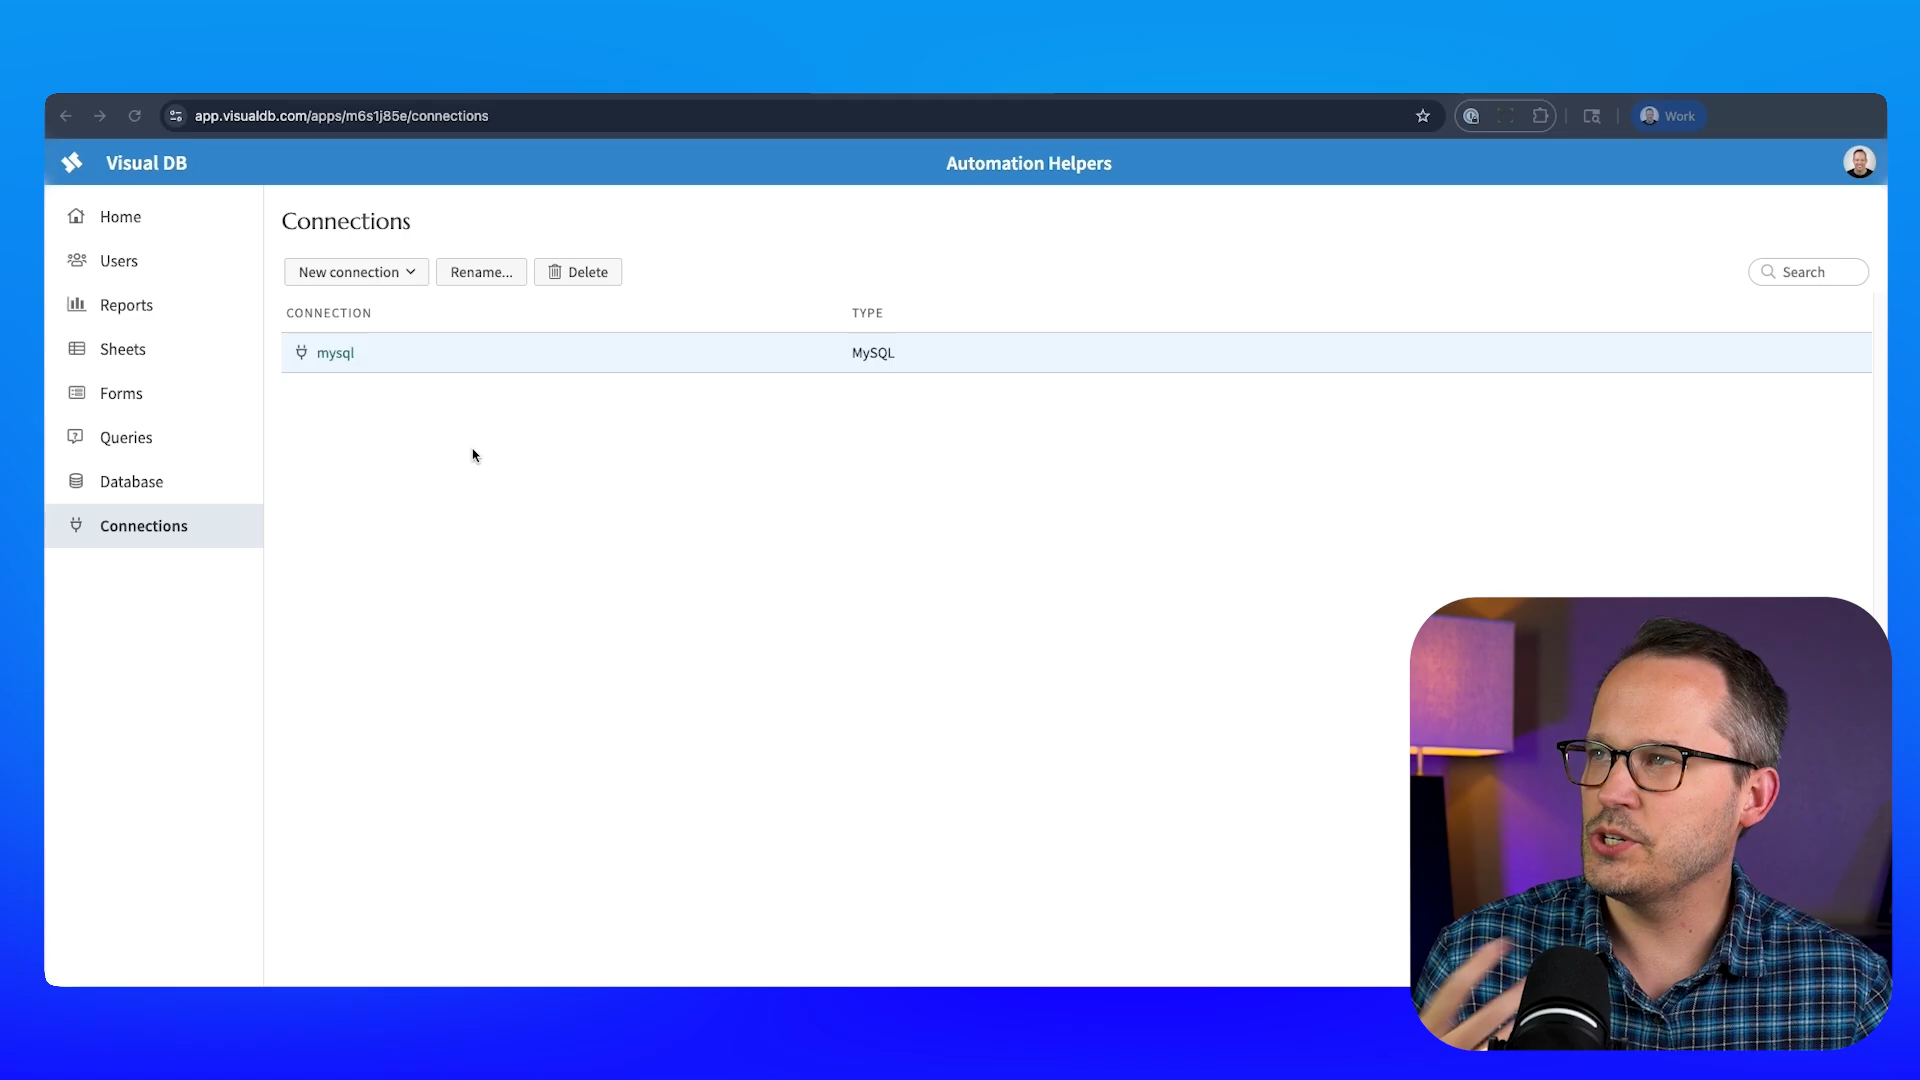 app.visualdb.com/apps/m6s1j85e/connections
Work
Visual DB
Automation Helpers
Home
Users
Reports
Sheets
Forms
Queries
Database
Connections
Connections
New connection
Rename...
Delete
Search
CONNECTION
TYPE
mysql
MySQL